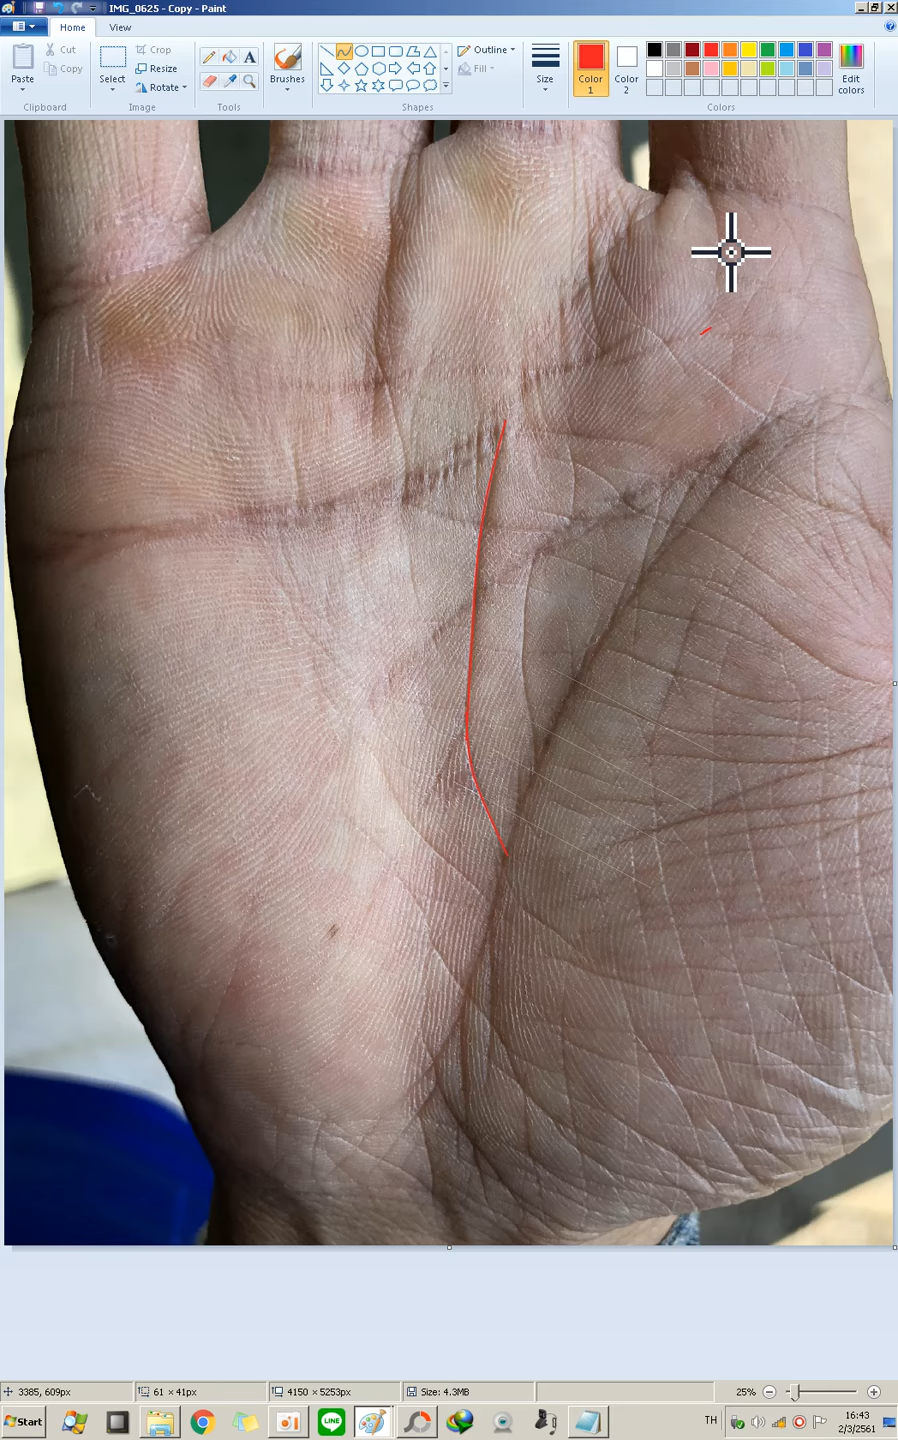 IMG_0625 - Copy - Paint
Home View
Paste
Cut
Copy
Clipboard
Select
Crop
Resize
Rotate
Image
A
Tools
Brushes
Shapes
Outline
Fill
Size
Color 1
Color 2
Edit colors
Colors
3385, 609px
61 × 41px
4150 × 5253px
Size: 4.3MB
25%
Start
LINE
TH
16:43
2/3/2561